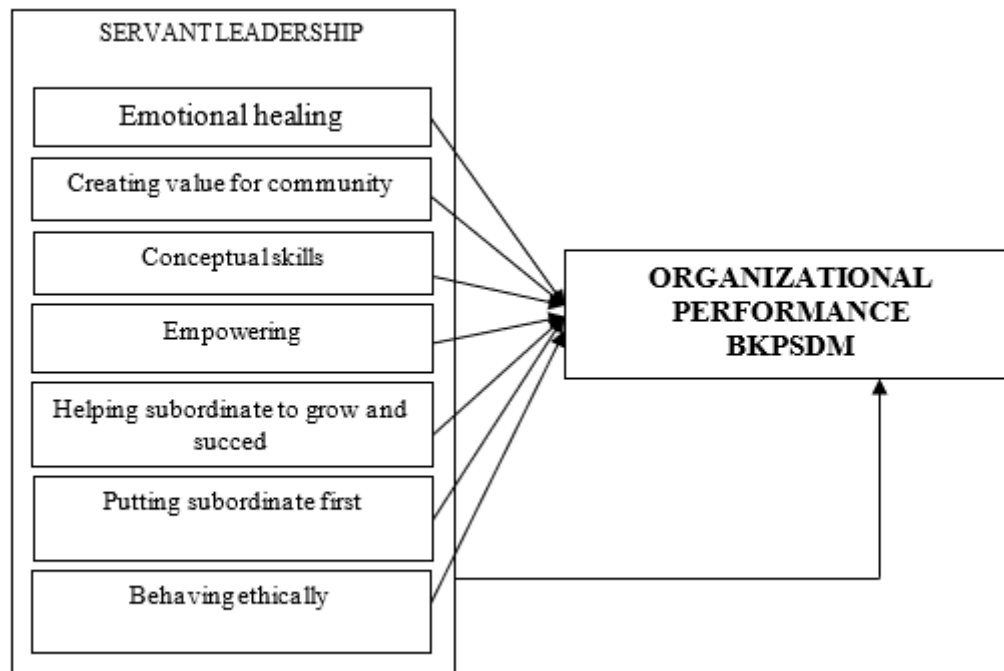 SERVANT LEADERSHIP
Emotional healing
Creating value for community
Conceptual skills
Empowering
Helping subordinate to grow and
succed
Putting subordinate first
Behaving ethically
ORGANIZATIONAL
PERFORMANCE
BKPSDM